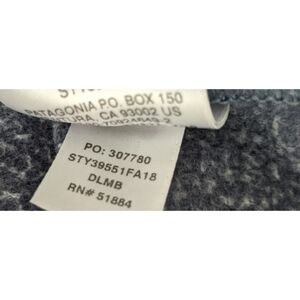 PATAGONIA P.O. BOX 150
CA 93002 US
PO: 307780
STY39551FA18
DLMB
RN# 51884